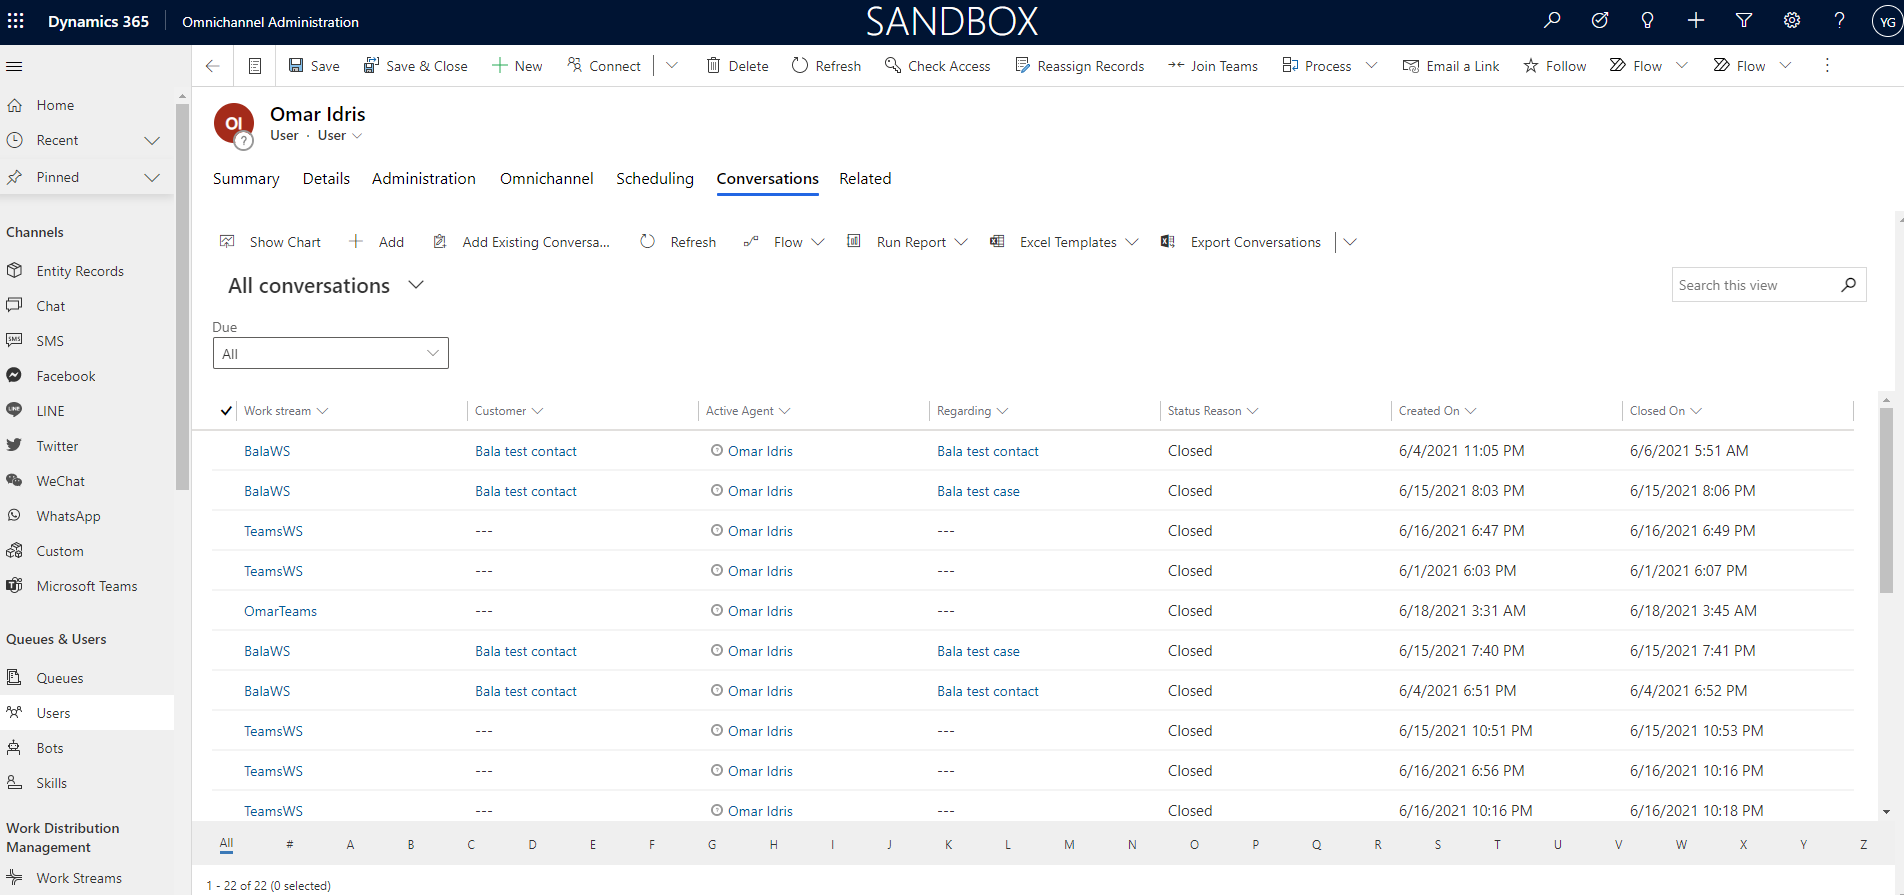 Dynamics 365 Omnichannel Administration SANDBOX YG
Save Save & Close New Connect Delete Refresh Check Access Reassign Records Join Teams Process Email a Link Follow Flow Flow
Home
Recent
Pinned
Channels
Entity Records
Chat
SMS
Facebook
LINE
Twitter
WeChat
WhatsApp
Custom
Microsoft Teams
Queues & Users
Queues
Users
Bots
Skills
Work Distribution
Management
Work Streams
OI
Omar Idris
User · User
Summary Details Administration Omnichannel Scheduling Conversations Related
Show Chart Add Add Existing Conversa... Refresh Flow Run Report Excel Templates Export Conversations
All conversations
Search this view
Due
All
Work stream Customer Active Agent Regarding Status Reason Created On Closed On
BalaWS Bala test contact Omar Idris Bala test contact Closed 6/4/2021 11:05 PM 6/6/2021 5:51 AM
BalaWS Bala test contact Omar Idris Bala test case Closed 6/15/2021 8:03 PM 6/15/2021 8:06 PM
TeamsWS --- Omar Idris --- Closed 6/16/2021 6:47 PM 6/16/2021 6:49 PM
TeamsWS --- Omar Idris --- Closed 6/1/2021 6:03 PM 6/1/2021 6:07 PM
OmarTeams --- Omar Idris --- Closed 6/18/2021 3:31 AM 6/18/2021 3:45 AM
BalaWS Bala test contact Omar Idris Bala test case Closed 6/15/2021 7:40 PM 6/15/2021 7:41 PM
BalaWS Bala test contact Omar Idris Bala test contact Closed 6/4/2021 6:51 PM 6/4/2021 6:52 PM
TeamsWS --- Omar Idris --- Closed 6/15/2021 10:51 PM 6/15/2021 10:53 PM
TeamsWS --- Omar Idris --- Closed 6/16/2021 6:56 PM 6/16/2021 10:16 PM
TeamsWS --- Omar Idris --- Closed 6/16/2021 10:16 PM 6/16/2021 10:18 PM
All # A B C D E F G H I J K L M N O P Q R S T U V W X Y Z
1 - 22 of 22 (0 selected)